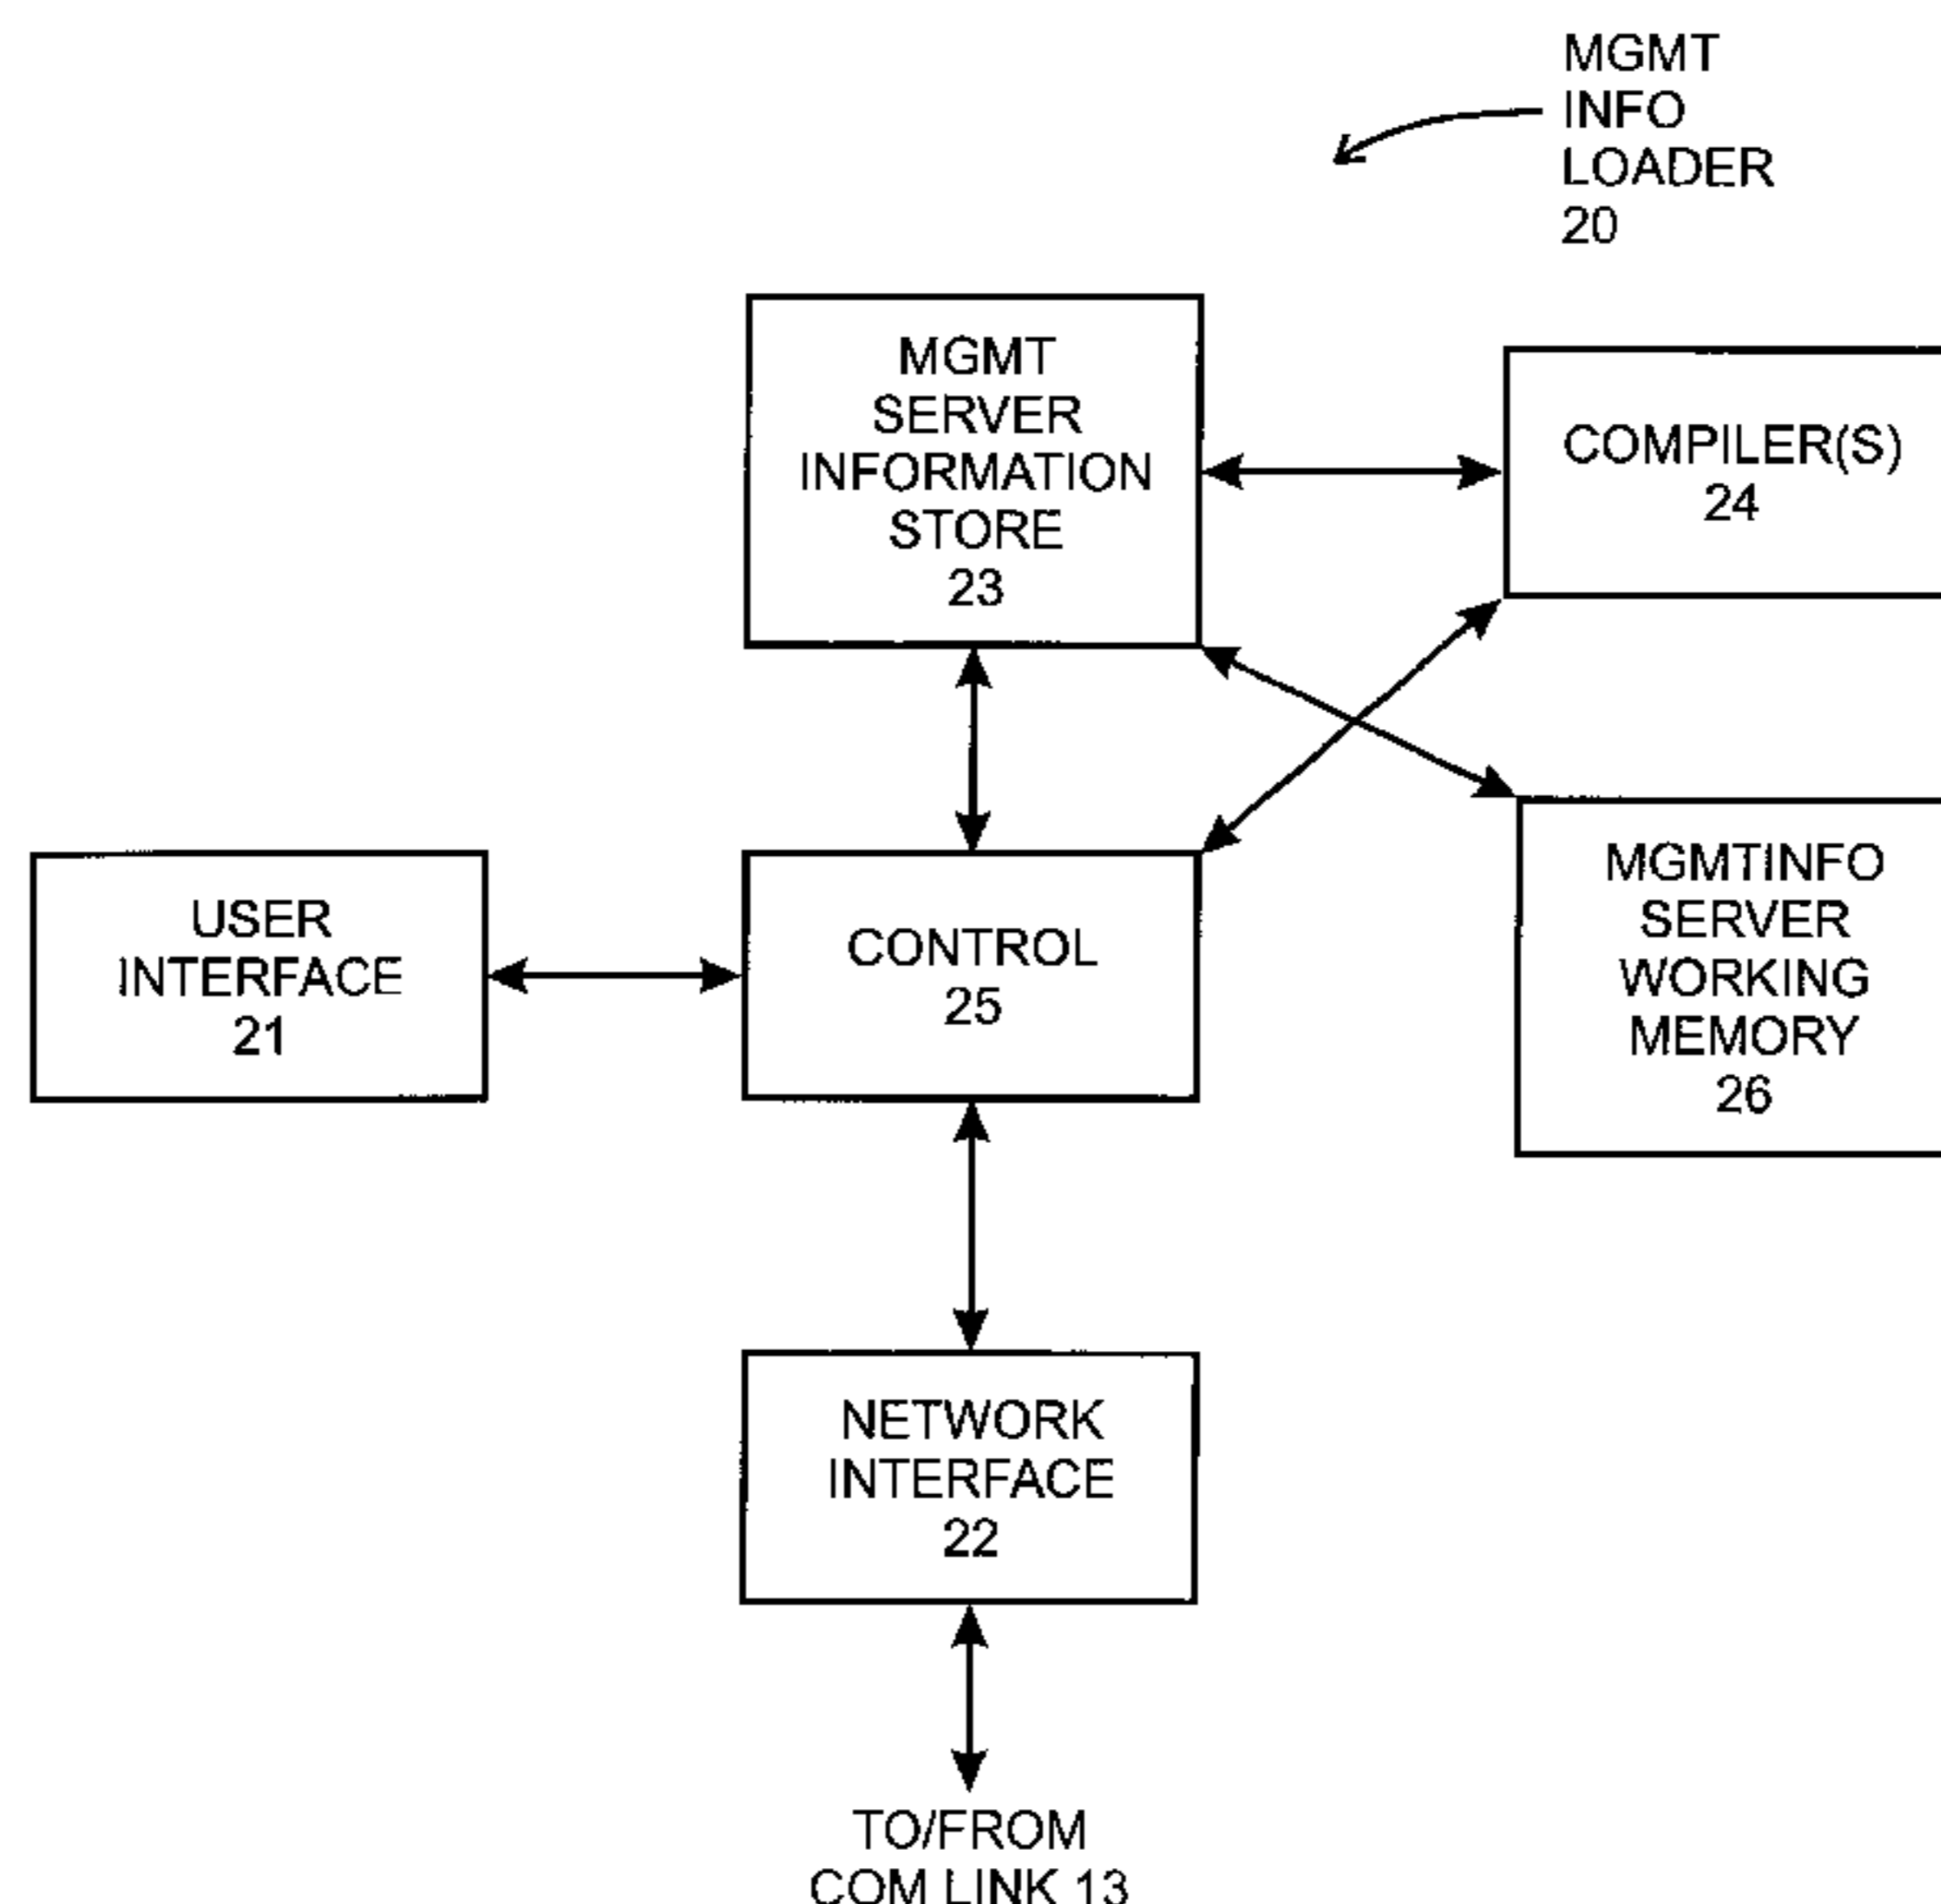 MGMT
INFO
LOADER
20
MGMT
SERVER
INFORMATION
STORE
23
COMPILER(S)
24
USER
INTERFACE
21
CONTROL
25
MGMTINFO
SERVER
WORKING
MEMORY
26
NETWORK
INTERFACE
22
TO/FROM
COM LINK 13